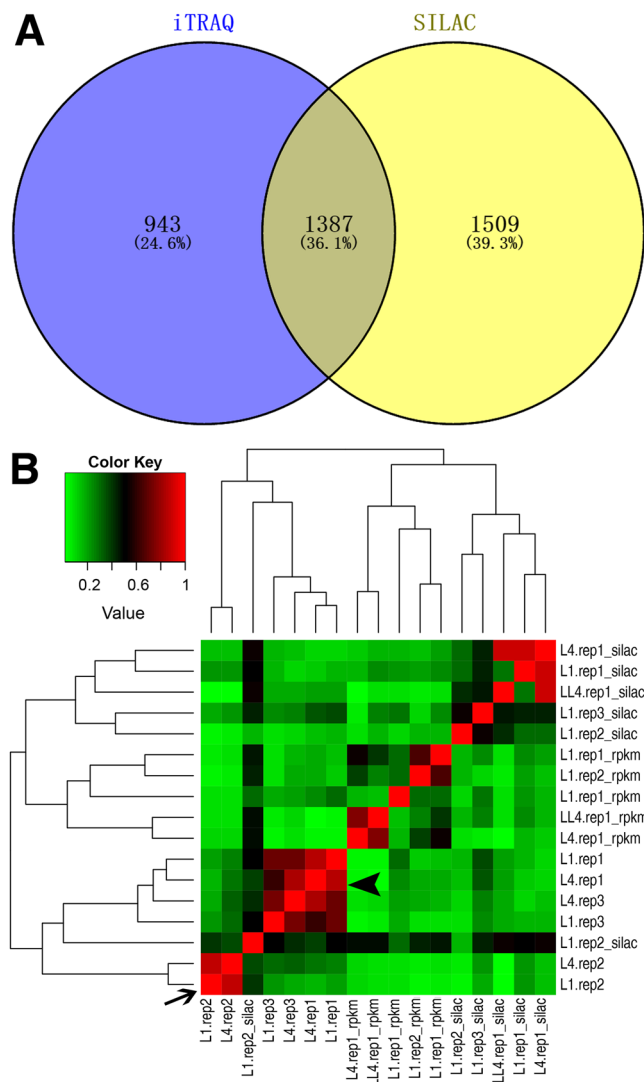 A
iTRAQ
SILAC
943
(24.6%)
1387
(36.1%)
1509
(39.3%)
B
Color Key
0.2
0.6
1
Value
L4.rep1_silac
L1.rep1_silac
LL4.rep1_silac
L1.rep3_silac
L1.rep2_silac
L1.rep1_rpkm
L1.rep2_rpkm
L1.rep1_rpkm
LL4.rep1_rpkm
L4.rep1_rpkm
L1.rep1
L4.rep1
L4.rep3
L1.rep3
L1.rep2_silac
L4.rep2
L1.rep2
L1.rep2
L4.rep2
L1.rep2_silac
L1.rep3
L4.rep3
L4.rep1
L1.rep1
L4.rep1_rpkm
LL4.rep1_rpkm
L1.rep1_rpkm
L1.rep2_rpkm
L1.rep1_rpkm
L1.rep2_silac
L1.rep3_silac
LL4.rep1_silac
L1.rep1_silac
L4.rep1_silac